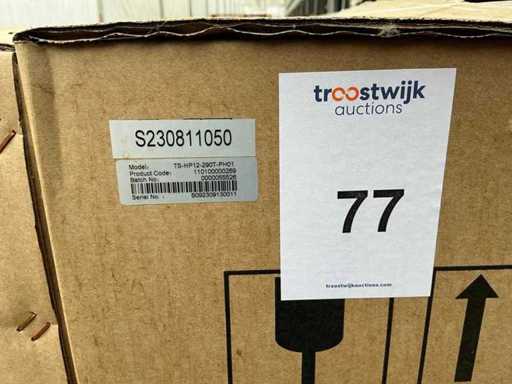 S230811050
Model: TS-HP12-290T-PH01
Product Code: 110100000269
Batch No: 0000055526
Serial No: S092309130011
troostwijk
auctions
77
troostwijkauctions.com